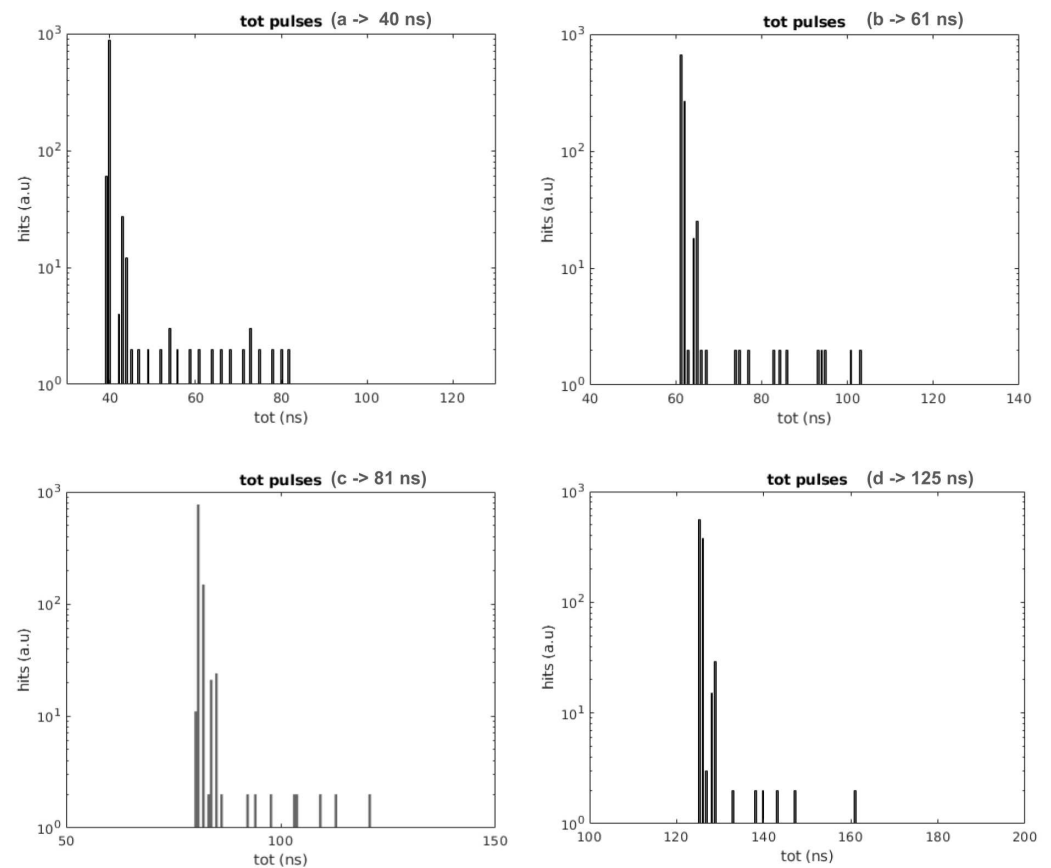 tot pulses (a -> 40 ns)
10^3
10^2
10^1
10^0
hits (a.u)
40 60 80 100 120
tot (ns)
tot pulses (b -> 61 ns)
10^3
10^2
10^1
10^0
hits (a.u)
40 60 80 100 120 140
tot (ns)
tot pulses (c -> 81 ns)
10^3
10^2
10^1
10^0
hits (a.u)
50 100 150
tot (ns)
tot pulses (d -> 125 ns)
10^3
10^2
10^1
10^0
hits (a.u)
100 120 140 160 180 200
tot (ns)